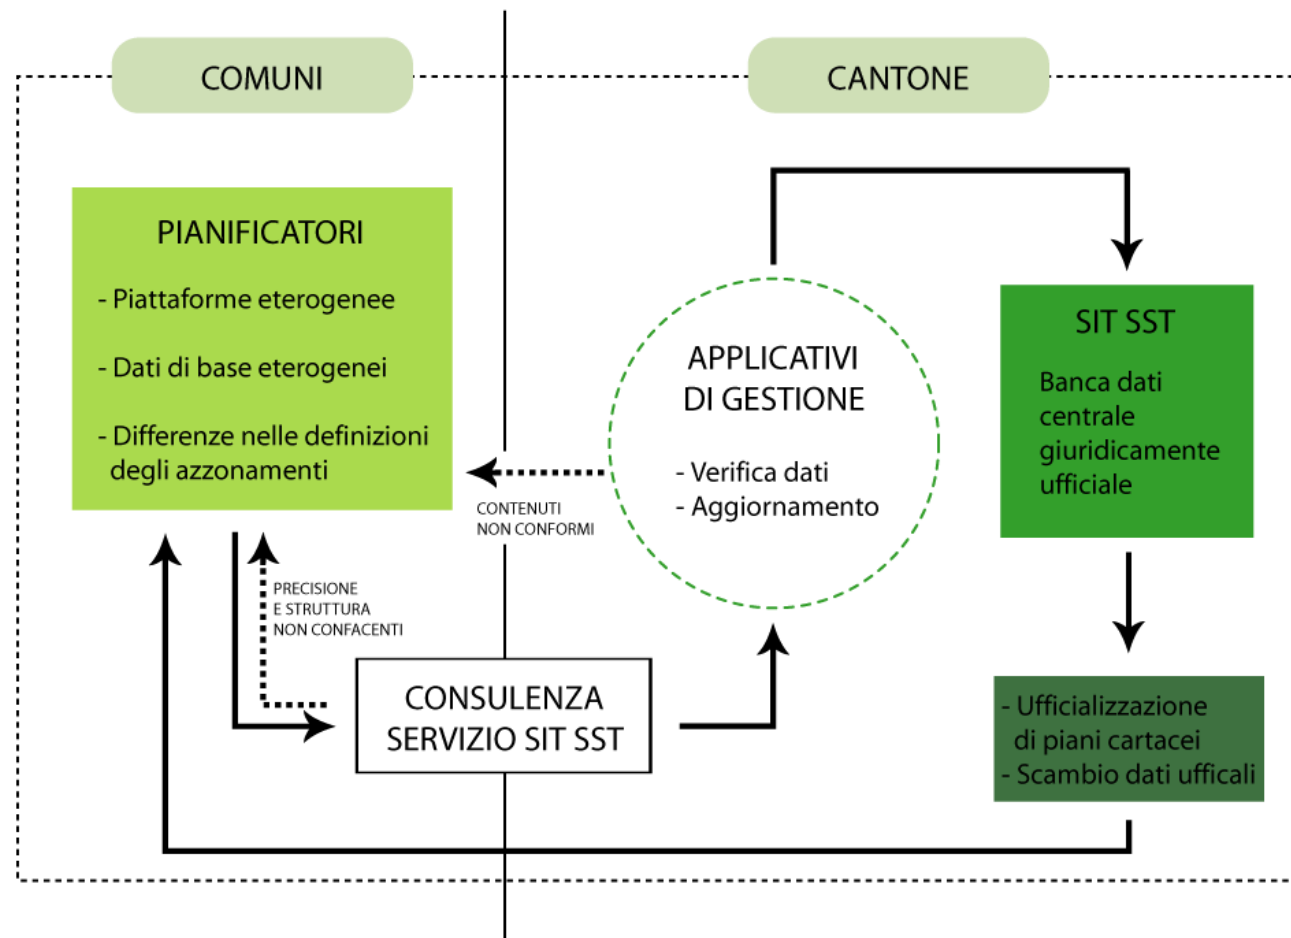 COMUNI
CANTONE
PIANIFICATORI
- Piattaforme eterogenee
- Dati di base eterogenei
- Differenze nelle definizioni
degli azzonamenti
CONTENUTI
NON CONFORMI
APPLICATIVI
DI GESTIONE
- Verifica dati
- Aggiornamento
SIT SST
Banca dati
centrale
giuridicamente
ufficiale
PRECISIONE
E STRUTTURA
NON CONFACENTI
CONSULENZA
SERVIZIO SIT SST
- Ufficializzazione
di piani cartacei
- Scambio dati ufficali